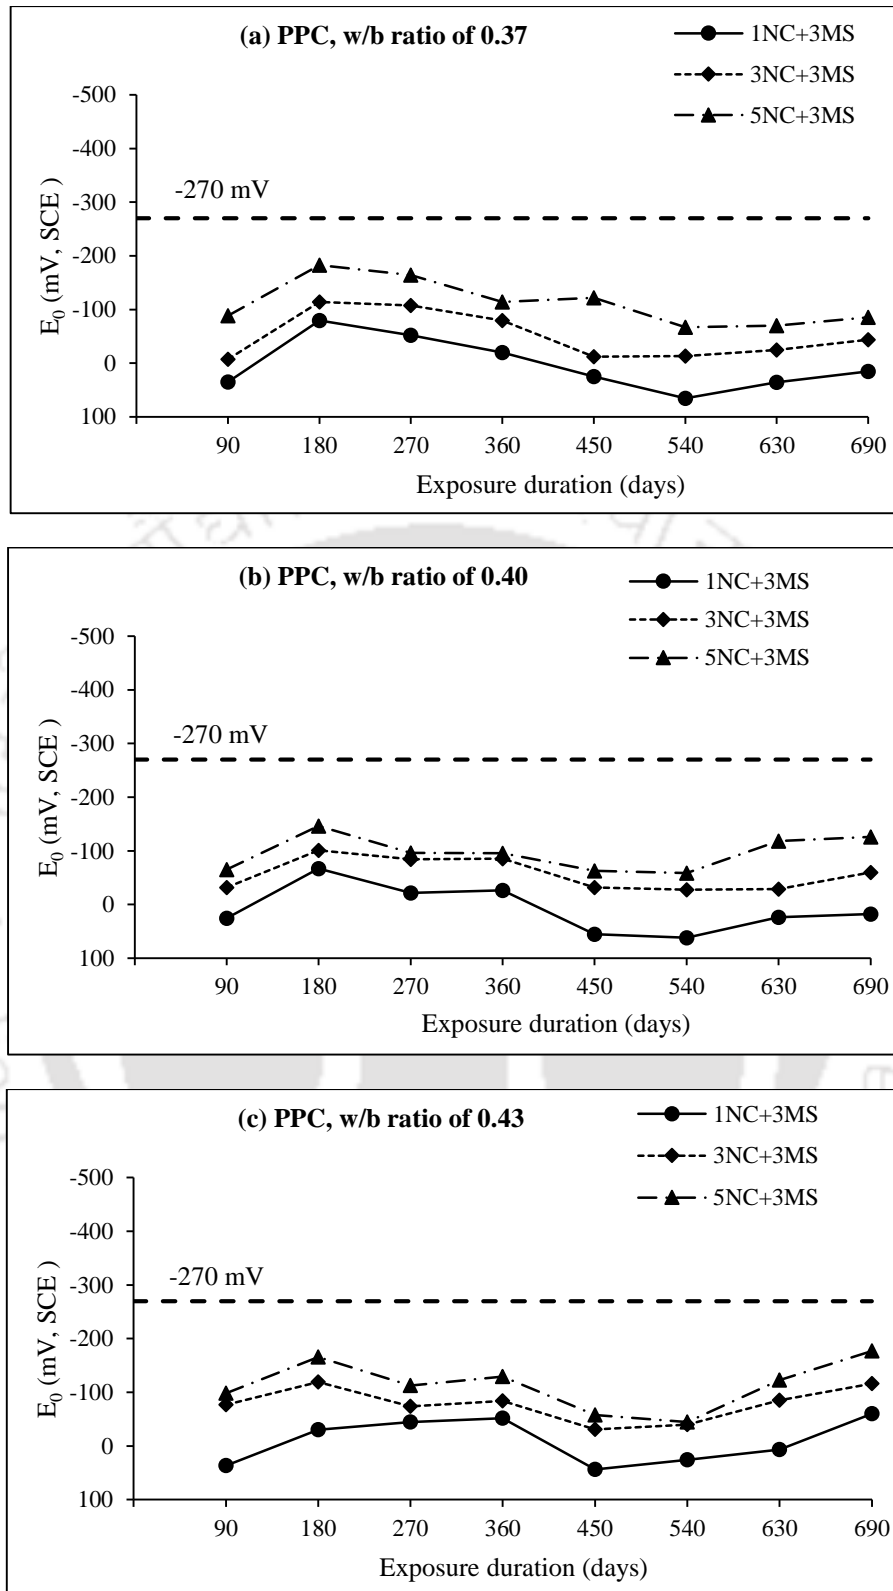 (a) PPC, w/b ratio of 0.37
1NC+3MS
3NC+3MS
5NC+3MS
-500
-400
-300
-200
-100
0
100
-270 mV
E0 (mV, SCE )
90 180 270 360 450 540 630 690
Exposure duration (days)
(b) PPC, w/b ratio of 0.40
1NC+3MS
3NC+3MS
5NC+3MS
-500
-400
-300
-200
-100
0
100
-270 mV
E0 (mV, SCE )
90 180 270 360 450 540 630 690
Exposure duration (days)
(c) PPC, w/b ratio of 0.43
1NC+3MS
3NC+3MS
5NC+3MS
-500
-400
-300
-200
-100
0
100
-270 mV
E0 (mV, SCE )
90 180 270 360 450 540 630 690
Exposure duration (days)